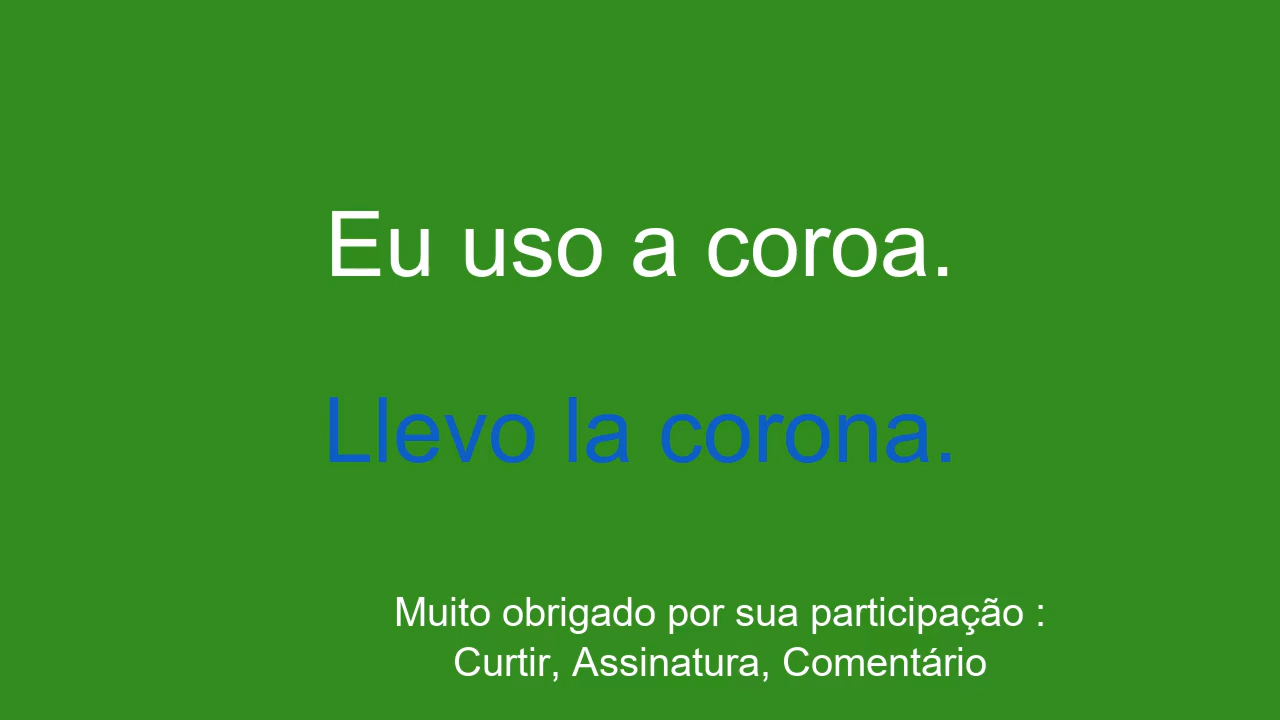 Eu uso a coroa.
Llevo la corona.
Muito obrigado por sua participação :
Curtir, Assinatura, Comentário